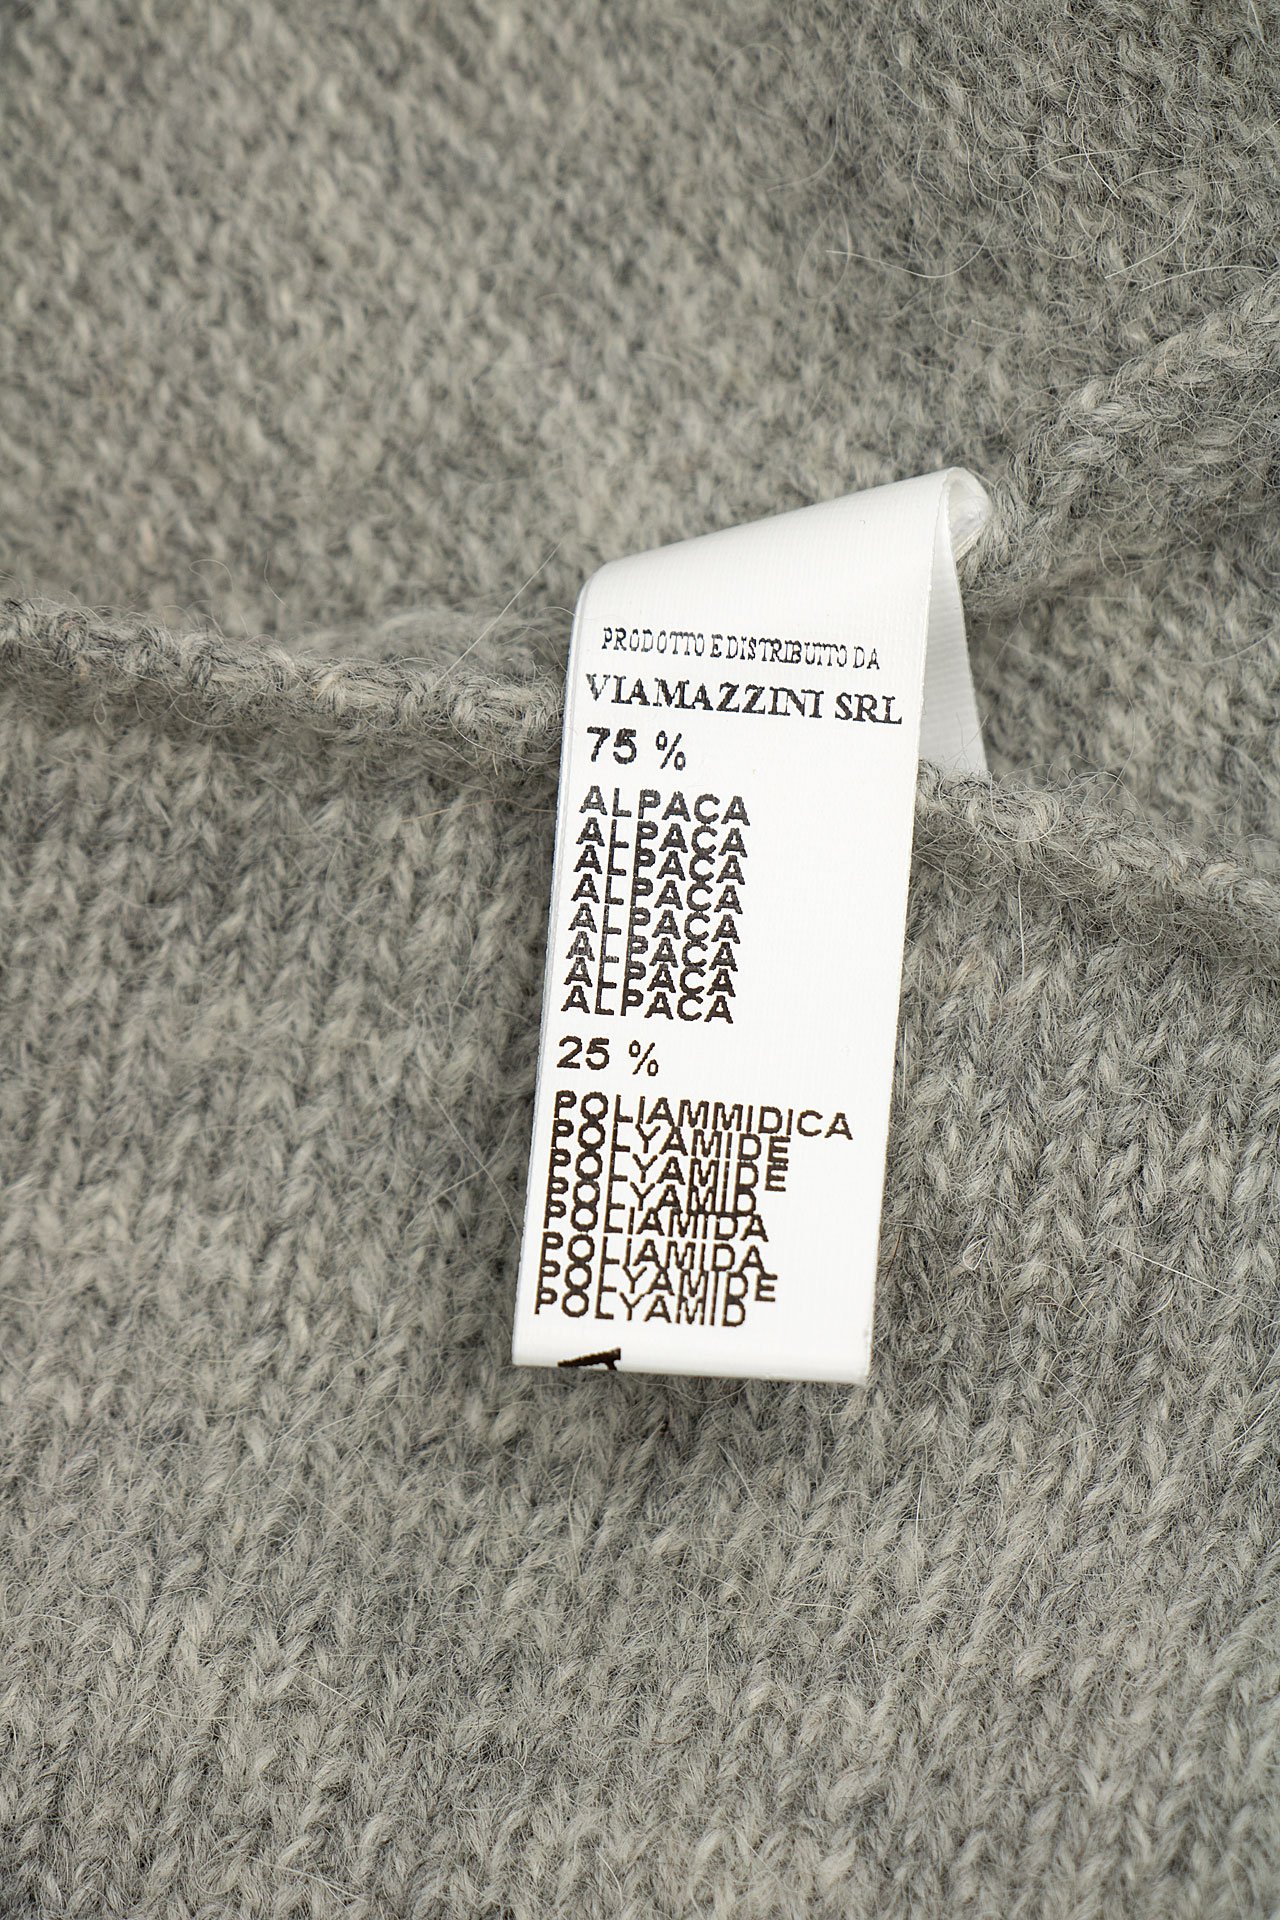 PRODOTTO E DISTRIBUITO DA
VIAMAZZINI SRL
75 %
ALPACA
ALPACA
ALPACA
ALPACA
ALPACA
ALPACA
ALPACA
ALPACA
25 %
POLIAMMIDICA
POLYAMIDE
POLYAMIDE
POLYAMID
POLIAMIDA
POLIAMIDA
POLYAMIDE
POLYAMID